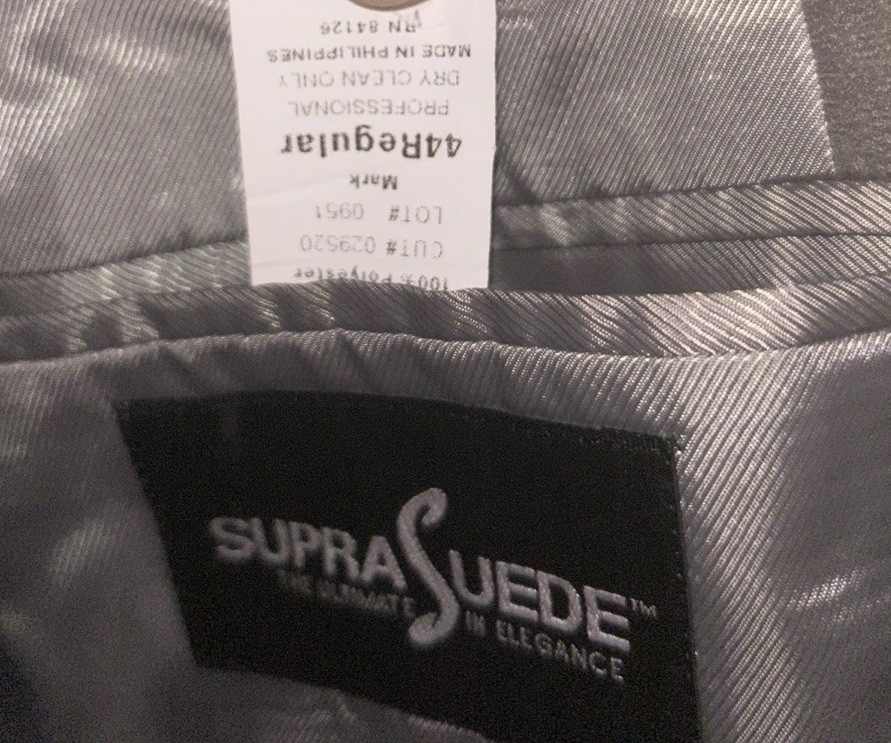 100% Polyester
CUT# 029520
LOT# 0951
Mark
44Regular
PROFESSIONAL
DRY CLEAN ONLY
MADE IN PHILIPPINES
RN 84126
SUPRASUEDE™
THE ULTIMATE IN ELEGANCE